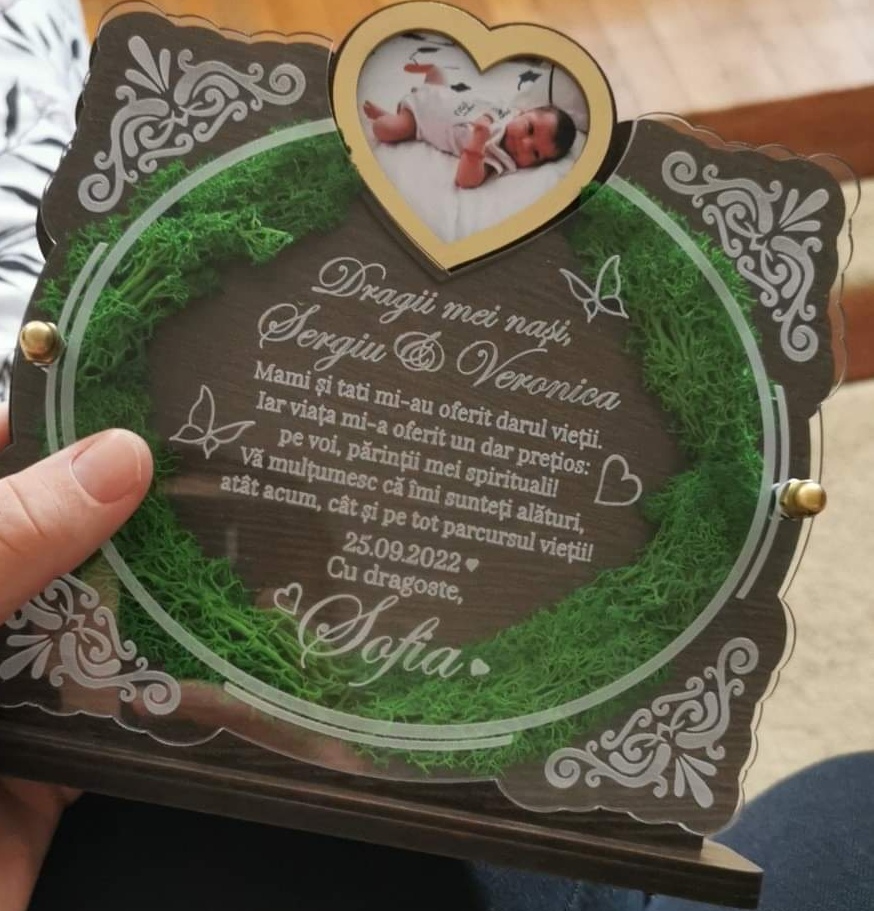 Dragii mei nași,
Sergiu & Veronica
Mami și tati mi-au oferit darul vieții.
Iar viața mi-a oferit un dar prețios:
pe voi, părinții mei spirituali!
Vă mulțumesc că îmi sunteți alături,
atât acum, cât și pe tot parcursul vieții!
25.09.2022
Cu dragoste,
Sofia